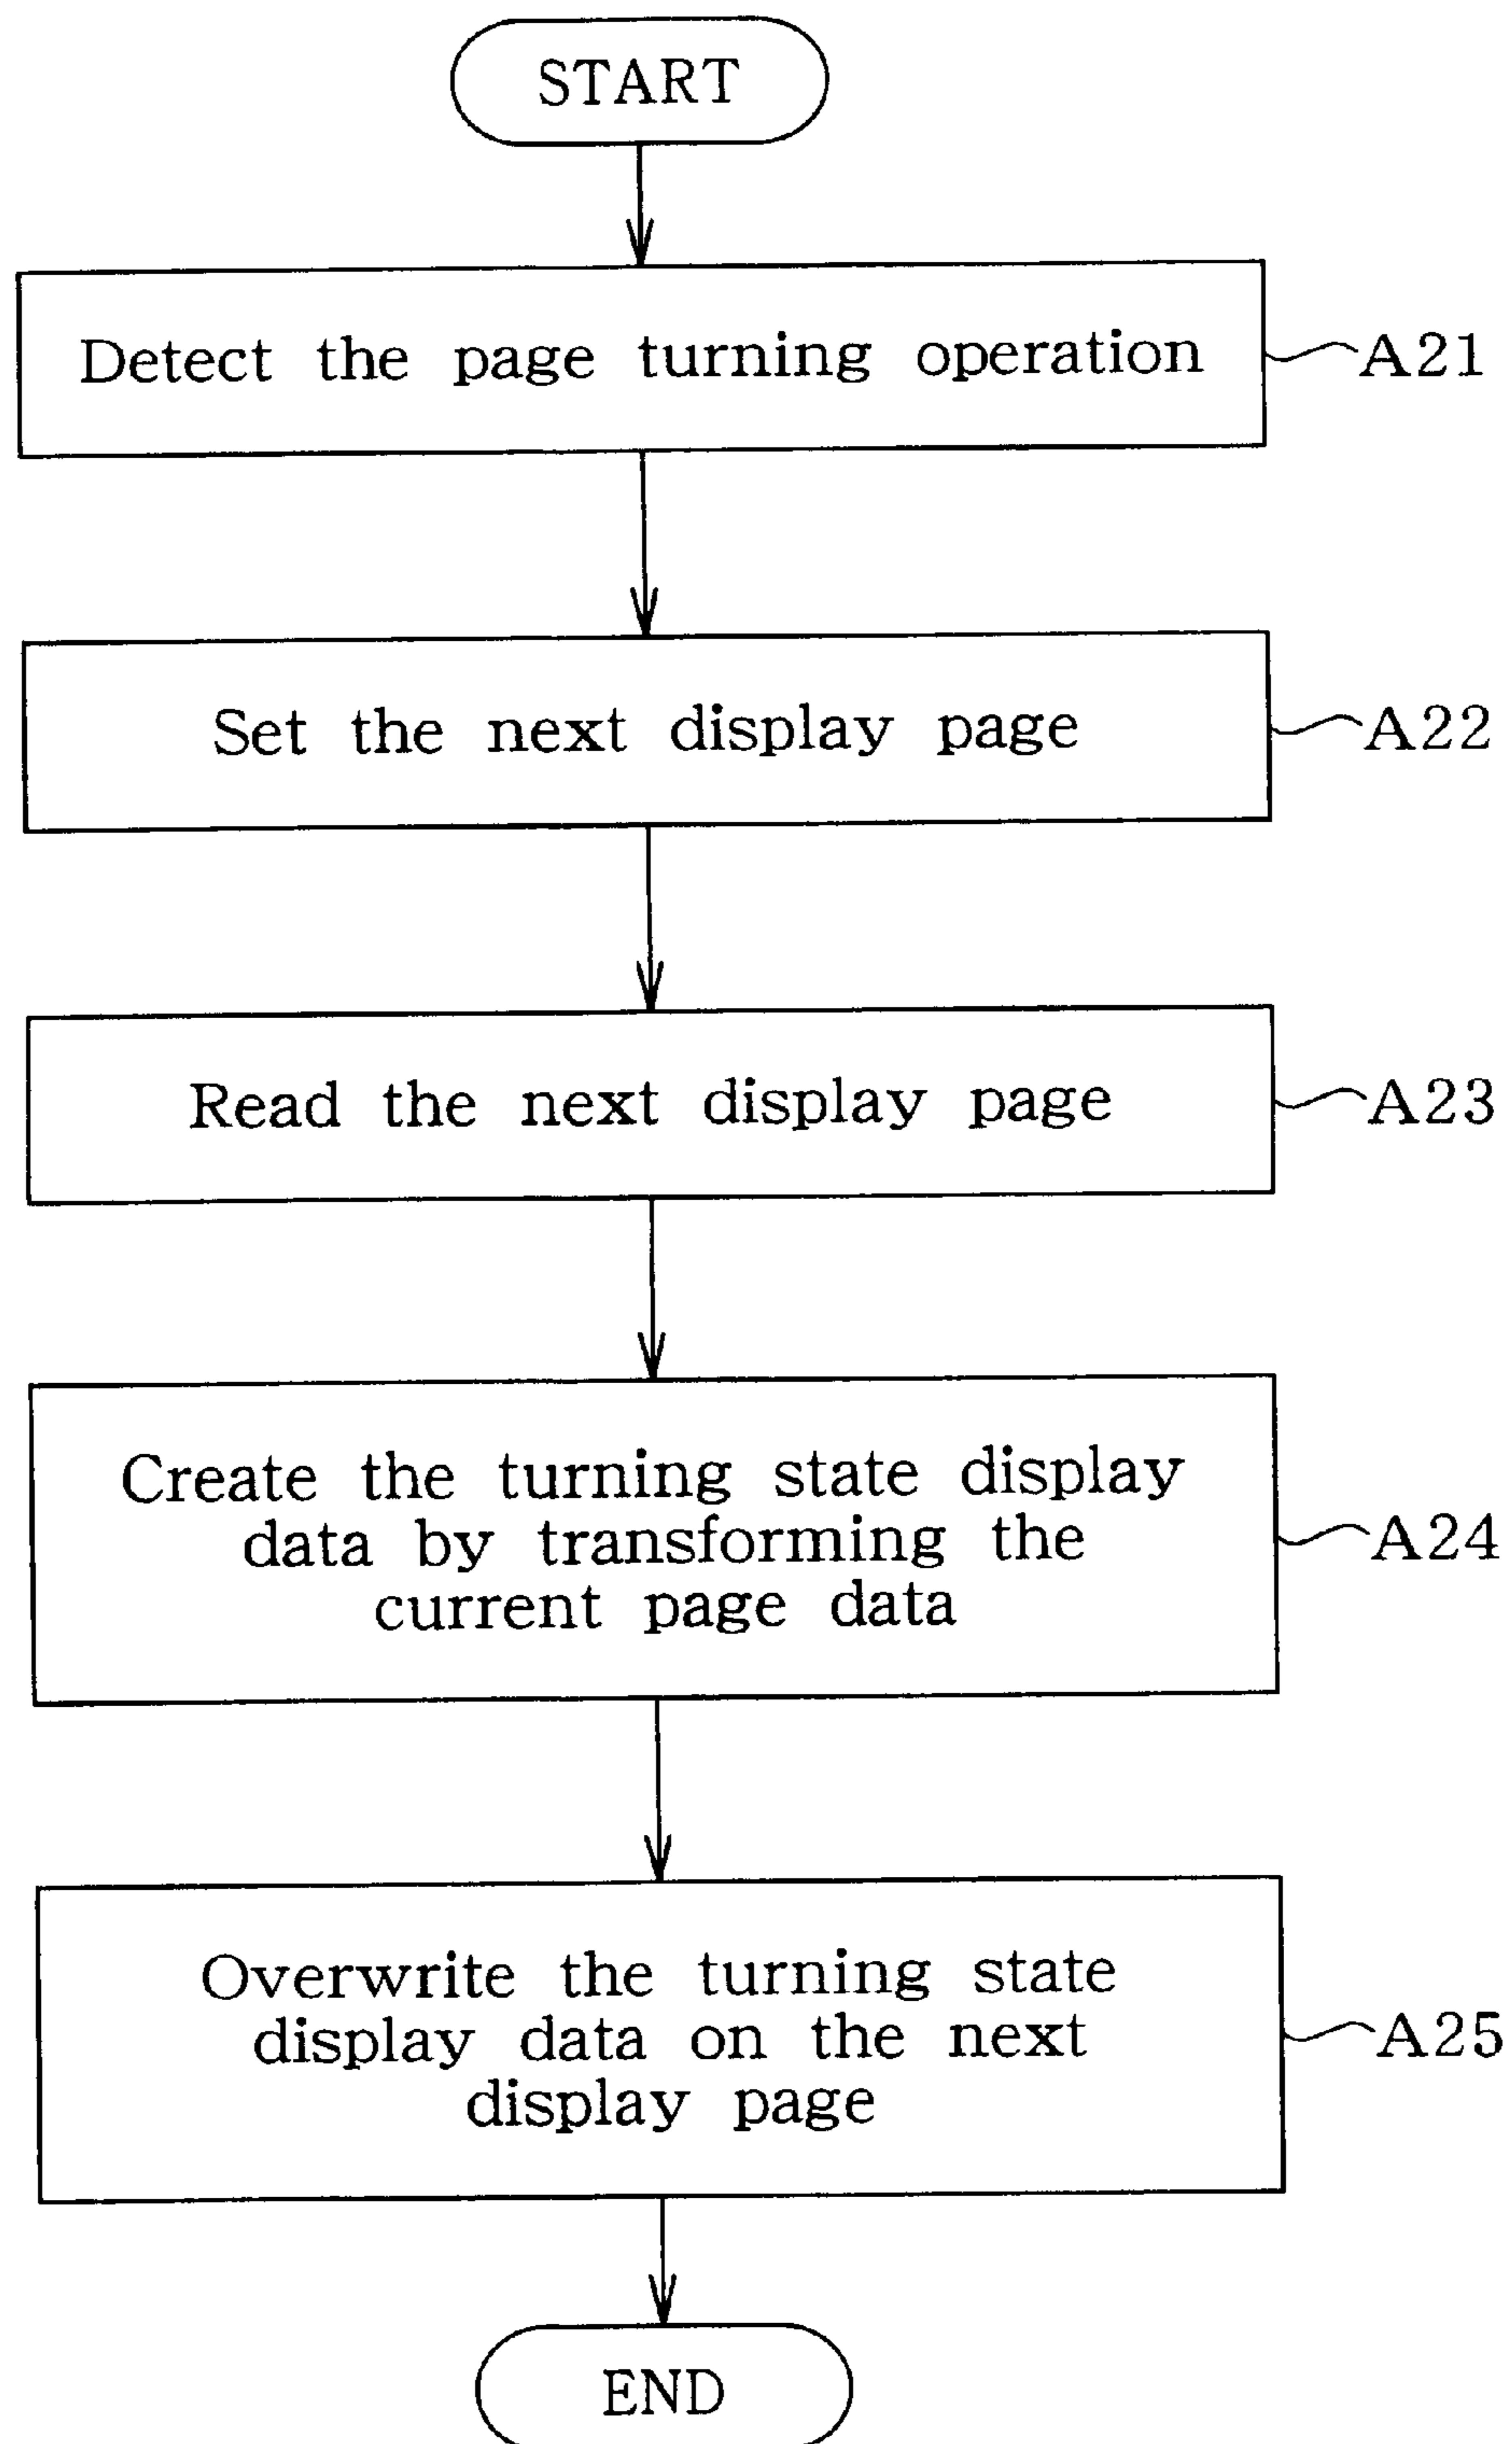 START
Detect the page turning operation
A21
Set the next display page
A22
Read the next display page
A23
Create the turning state display
data by transforming the
current page data
A24
Overwrite the turning state
display data on the next
display page
A25
END